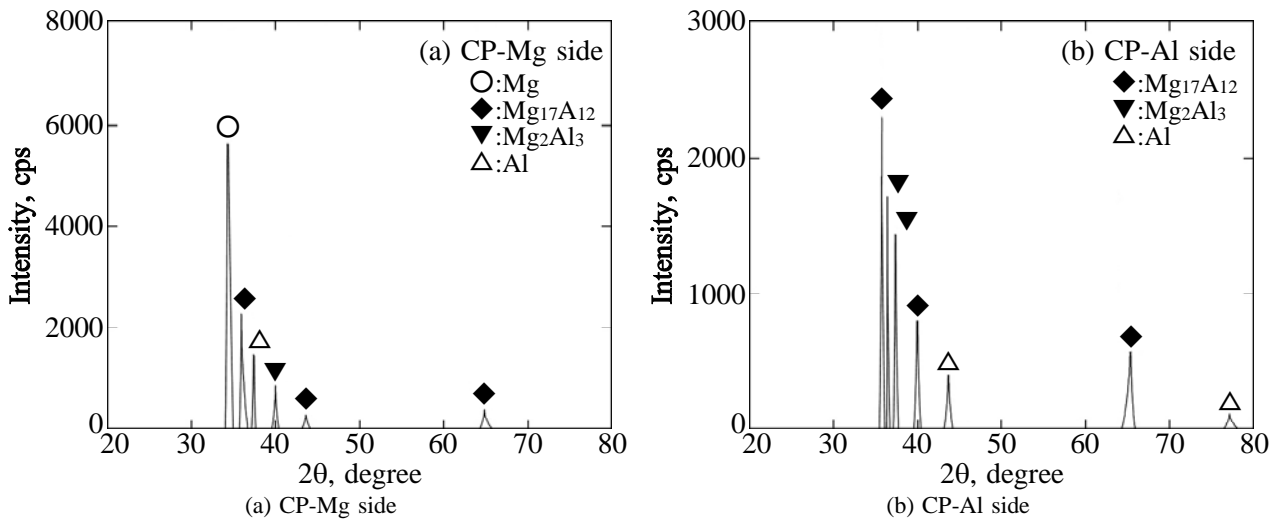 8000
6000
4000
2000
0
Intensity, cps
(a) CP-Mg side
:Mg
:Mg17A12
:Mg2Al3
:Al
20 30 40 50 60 70 80
2θ, degree
(a) CP-Mg side
3000
2000
1000
0
Intensity, cps
(b) CP-Al side
:Mg17A12
:Mg2Al3
:Al
20 30 40 50 60 70 80
2θ, degree
(b) CP-Al side